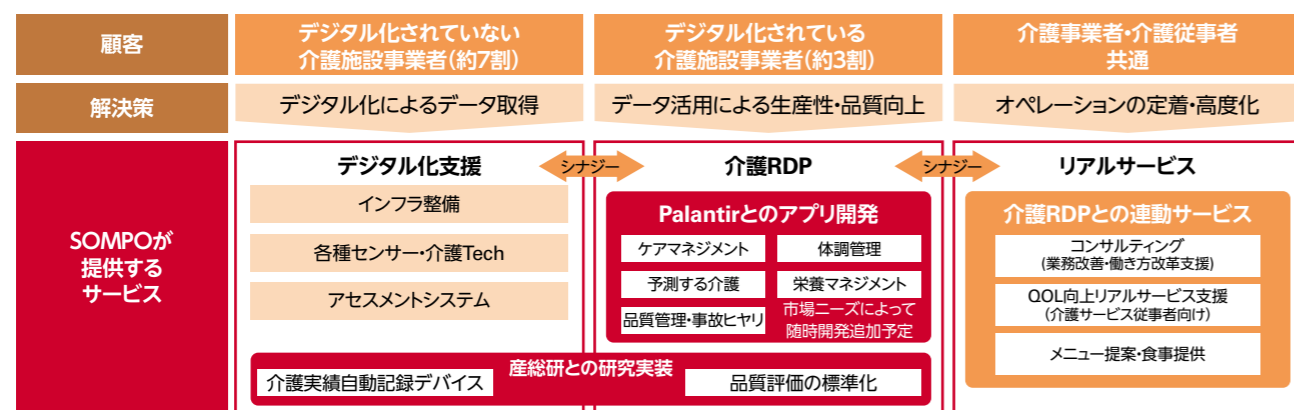 顧客
デジタル化されていない
介護施設事業者(約7割)
デジタル化されている
介護施設事業者(約3割)
介護事業者・介護従事者
共通
解決策
デジタル化によるデータ取得
データ活用による生産性・品質向上
オペレーションの定着・高度化
SOMPOが
提供する
サービス
デジタル化支援
シナジー
介護RDP
シナジー
リアルサービス
インフラ整備
各種センサー・介護Tech
アセスメントシステム
Palantirとのアプリ開発
ケアマネジメント
体調管理
予測する介護
栄養マネジメント
品質管理・事故ヒヤリ
市場ニーズによって
随時開発追加予定
介護RDPとの連動サービス
コンサルティング
(業務改善・働き方改革支援)
QOL向上リアルサービス支援
(介護サービス従事者向け)
メニュー提案・食事提供
産総研との研究実装
介護実績自動記録デバイス
品質評価の標準化